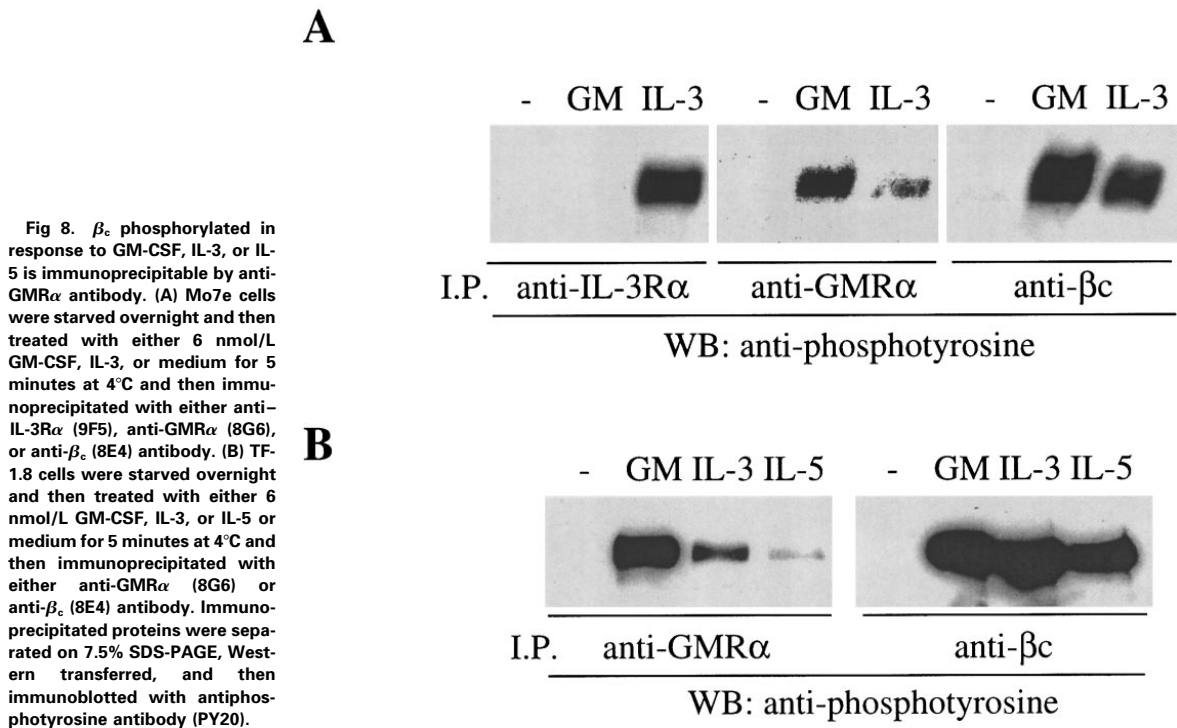 A
- GM IL-3 - GM IL-3 - GM IL-3
I.P. anti-IL-3Rα anti-GMRα anti-βc
WB: anti-phosphotyrosine
Fig 8. βc phosphorylated in
response to GM-CSF, IL-3, or IL-
5 is immunoprecipitable by anti-
GMRα antibody. (A) Mo7e cells
were starved overnight and then
treated with either 6 nmol/L
GM-CSF, IL-3, or medium for 5
minutes at 4°C and then immu-
noprecipitated with either anti–
IL-3Rα (9F5), anti-GMRα (8G6),
or anti-βc (8E4) antibody. (B) TF-
1.8 cells were starved overnight
and then treated with either 6
nmol/L GM-CSF, IL-3, or IL-5 or
medium for 5 minutes at 4°C and
then immunoprecipitated with
either anti-GMRα (8G6) or
anti-βc (8E4) antibody. Immuno-
precipitated proteins were sepa-
rated on 7.5% SDS-PAGE, West-
ern transferred, and then
immunoblotted with antiphos-
photyrosine antibody (PY20).
B
- GM IL-3 IL-5 - GM IL-3 IL-5
I.P. anti-GMRα anti-βc
WB: anti-phosphotyrosine